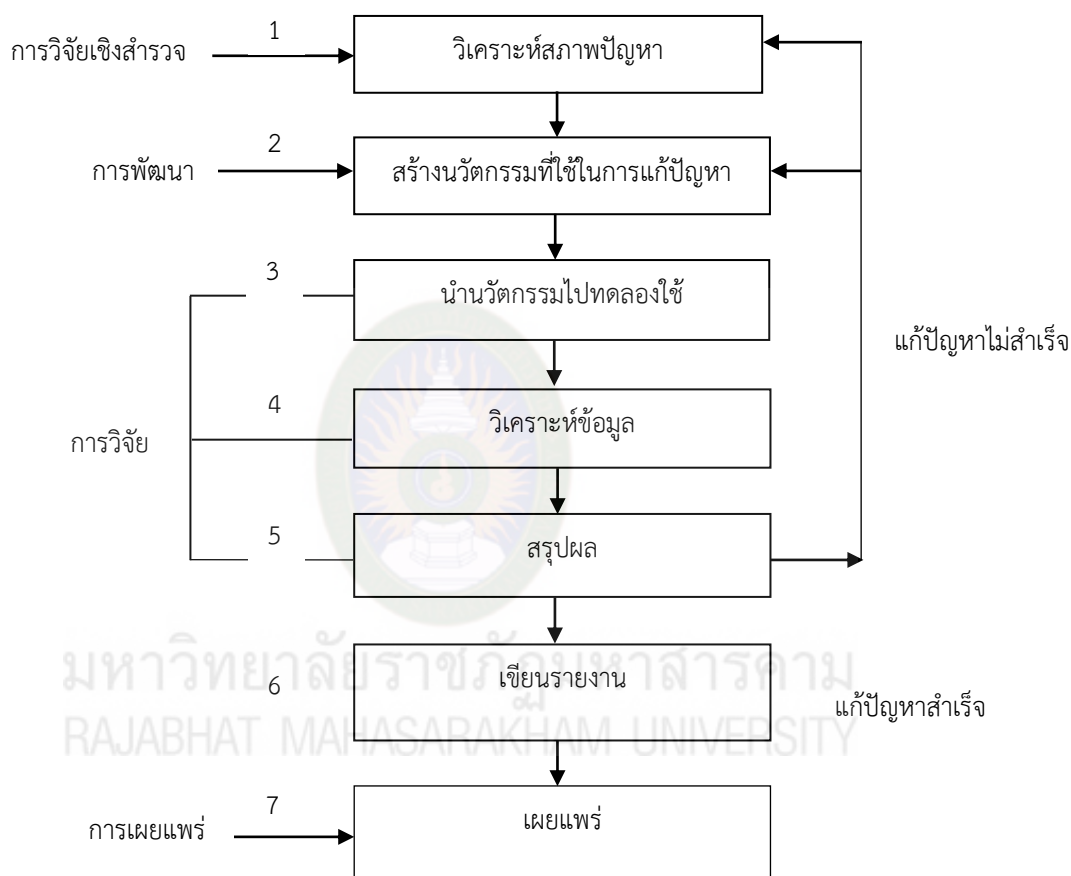 1
การวิจัยเชิงสำรวจ
วิเคราะห์สภาพปัญหา
2
การพัฒนา
สร้างนวัตกรรมที่ใช้ในการแก้ปัญหา
3
นำนวัตกรรมไปทดลองใช้
แก้ปัญหาไม่สำเร็จ
4
วิเคราะห์ข้อมูล
การวิจัย
5
สรุปผล
มหาวิทยาลัยราชภัฏมหาสารคาม
6
เขียนรายงาน
แก้ปัญหาสำเร็จ
RAJABHAT MAHASARAKHAM UNIVERSITY
7
การเผยแพร่
เผยแพร่